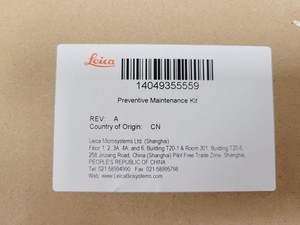 Leica
14049355559
Preventive Maintenance Kit
REV: A
Country of Origin: CN
Leica Microsystems Ltd. (Shanghai)
Floor 1, 2, 3A, 4A, and 6, Building T20-1 & Room 301, Building T20-5,
258 Jinzang Road, China (Shanghai) Pilot Free Trade Zone, Shanghai
PEOPLE'S REPUBLIC OF CHINA
Tel: 021-58994990 Fax: 021-58995798
Web: www.LeicaBiosystems.com